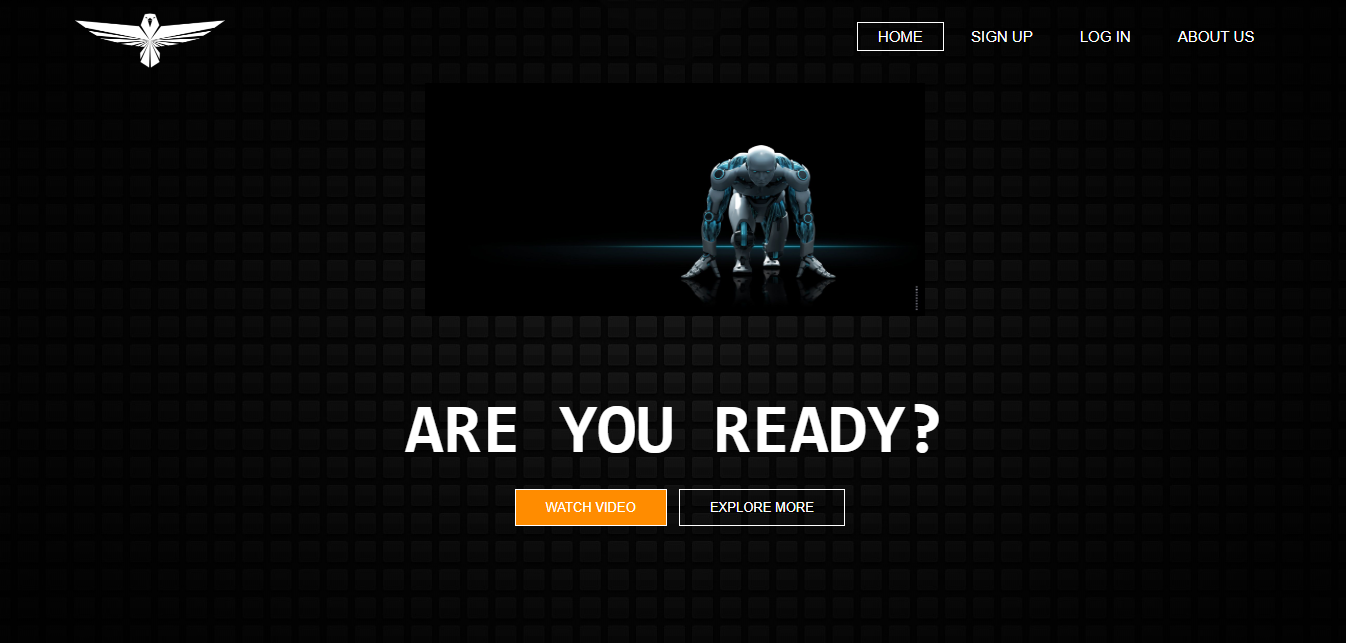 HOME SIGN UP LOG IN ABOUT US
ARE YOU READY?
WATCH VIDEO EXPLORE MORE